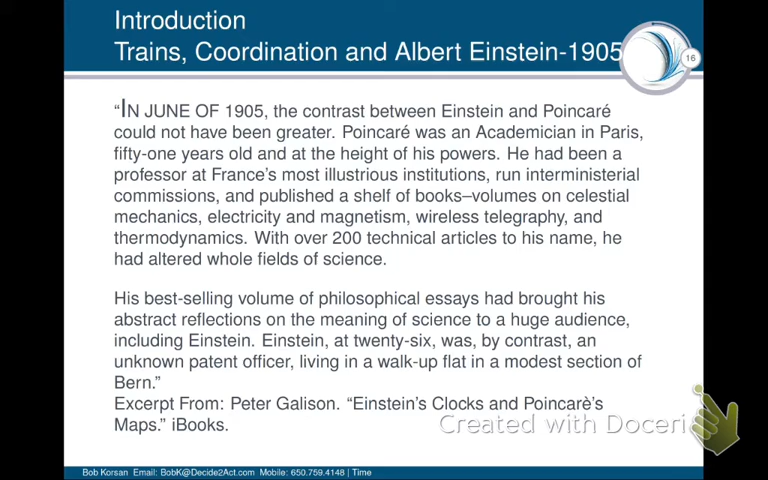 Introduction
Trains, Coordination and Albert Einstein-1905
16
“IN JUNE OF 1905, the contrast between Einstein and Poincaré
could not have been greater. Poincaré was an Academician in Paris,
fifty-one years old and at the height of his powers. He had been a
professor at France's most illustrious institutions, run interministerial
commissions, and published a shelf of books–volumes on celestial
mechanics, electricity and magnetism, wireless telegraphy, and
thermodynamics. With over 200 technical articles to his name, he
had altered whole fields of science.
His best-selling volume of philosophical essays had brought his
abstract reflections on the meaning of science to a huge audience,
including Einstein. Einstein, at twenty-six, was, by contrast, an
unknown patent officer, living in a walk-up flat in a modest section of
Bern.”
Excerpt From: Peter Galison. “Einstein's Clocks and Poincarè's
Maps.” iBooks.
Created with Doceri
Bob Korsan Email: BobK@Decide2Act.com Mobile: 650.759.4148 | Time